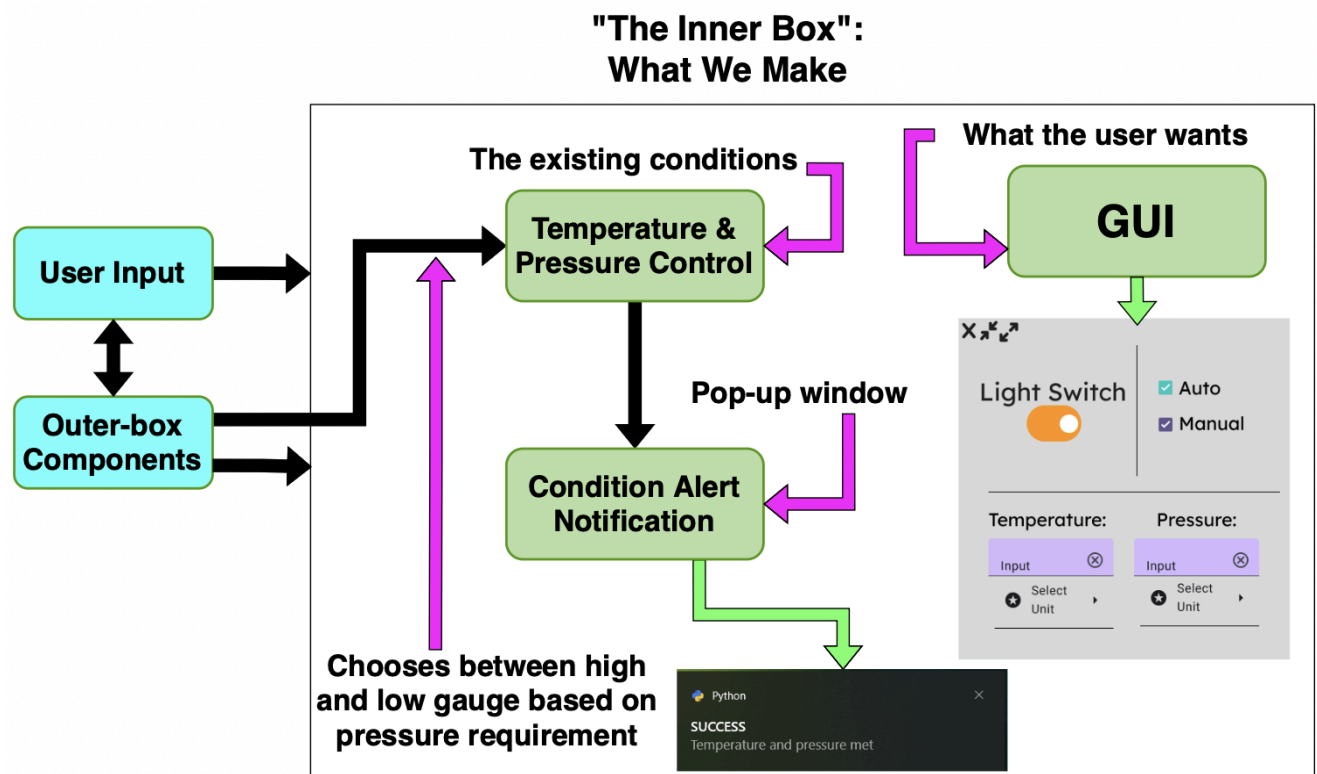 "The Inner Box":
What We Make
What the user wants
The existing conditions
GUI
Temperature &
Pressure Control
User Input
X
Light Switch
Auto
Manual
Pop-up window
Outer-box
Components
Condition Alert
Notification
Temperature:
Pressure:
Input
Input
Select
Unit
Select
Unit
Chooses between high
and low gauge based on
pressure requirement
Python
SUCCESS
Temperature and pressure met